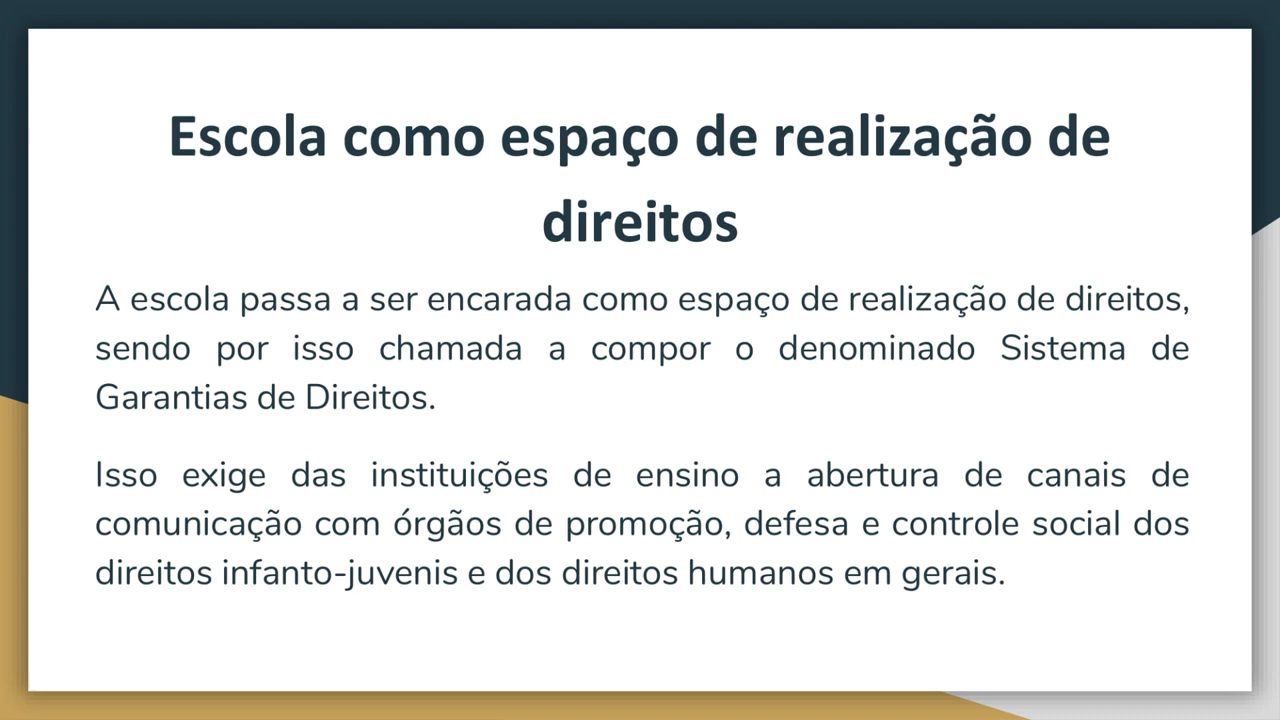 Escola como espaço de realização de
direitos
A escola passa a ser encarada como espaço de realização de direitos,
sendo por isso chamada a compor o denominado Sistema de
Garantias de Direitos.
Isso exige das instituições de ensino a abertura de canais de
comunicação com órgãos de promoção, defesa e controle social dos
direitos infanto-juvenis e dos direitos humanos em gerais.